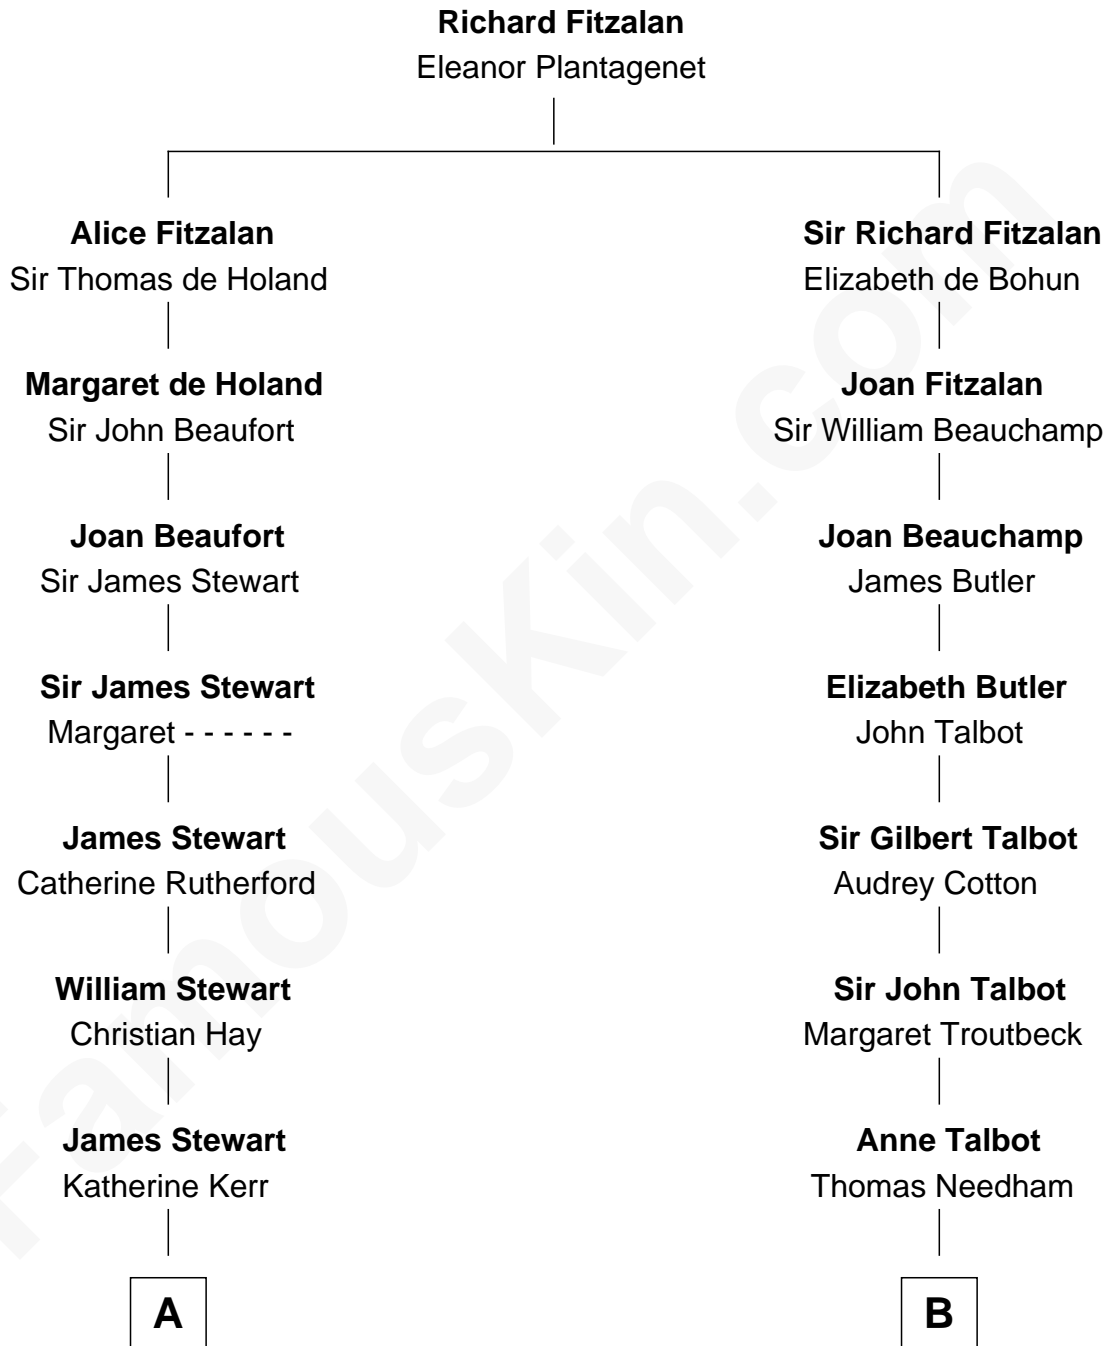 Richard Fitzalan
Eleanor Plantagenet
Alice Fitzalan
Sir Thomas de Holand
Sir Richard Fitzalan
Elizabeth de Bohun
Margaret de Holand
Sir John Beaufort
Joan Fitzalan
Sir William Beauchamp
Joan Beaufort
Sir James Stewart
Joan Beauchamp
James Butler
Sir James Stewart
Margaret - - - - - -
Elizabeth Butler
John Talbot
James Stewart
Catherine Rutherford
Sir Gilbert Talbot
Audrey Cotton
William Stewart
Christian Hay
Sir John Talbot
Margaret Troutbeck
James Stewart
Katherine Kerr
Anne Talbot
Thomas Needham
A
B
FamousKin.com